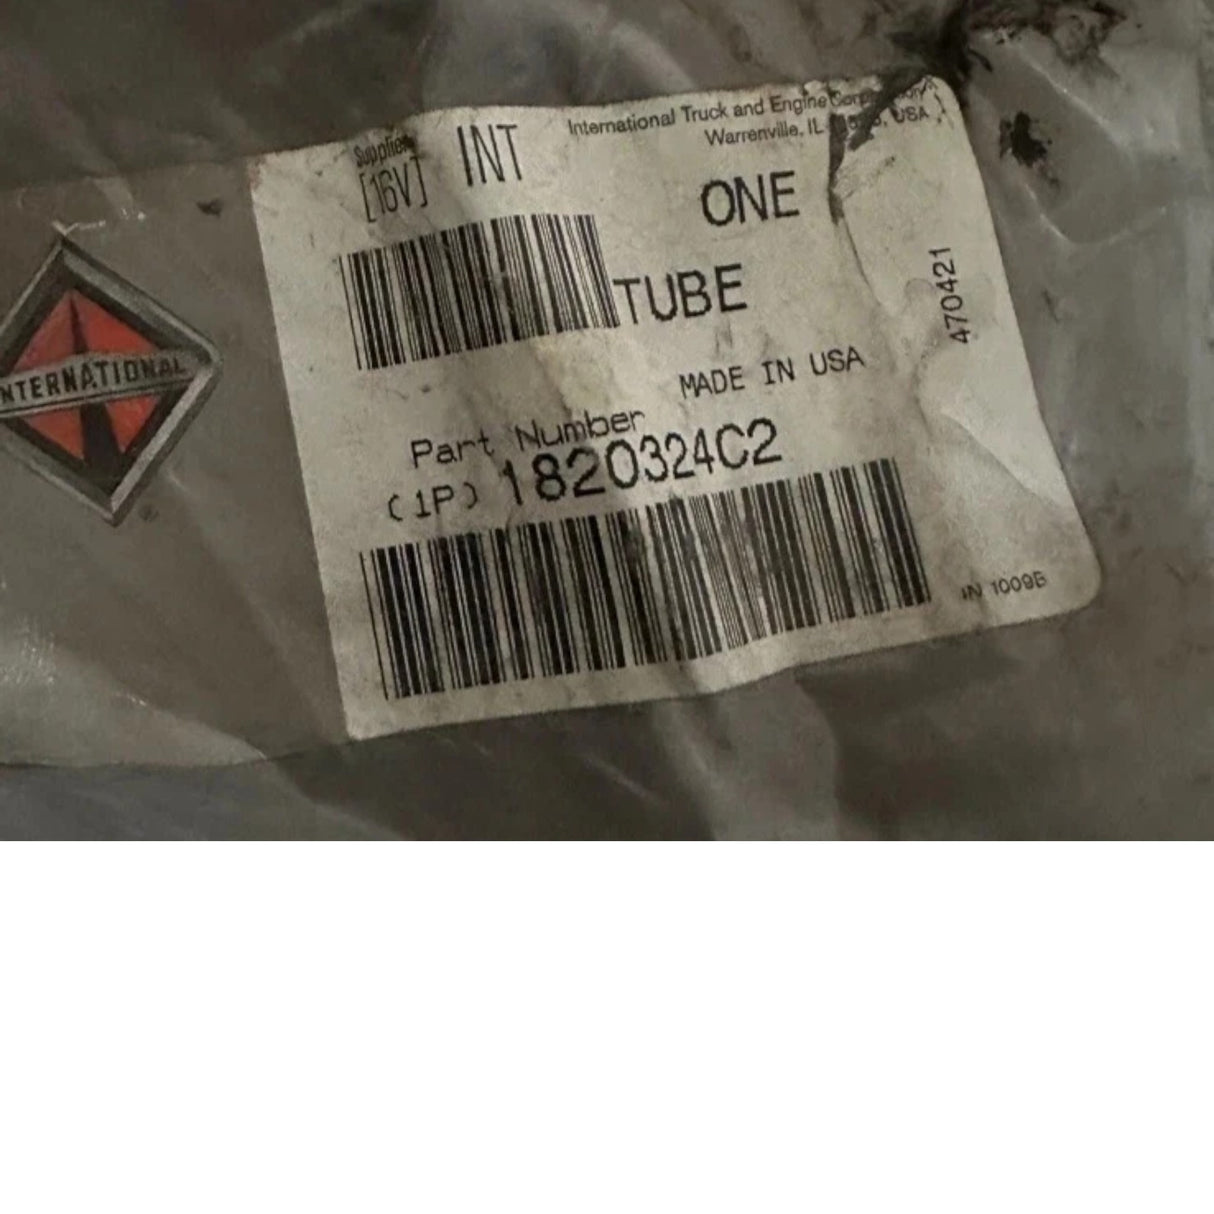 International Truck and Engine
Warrenville, IL USA
Supplier
[16V] INT
ONE
TUBE
MADE IN USA
Part Number
(1P) 1820324C2
470421
IN 1009B
INTERNATIONAL